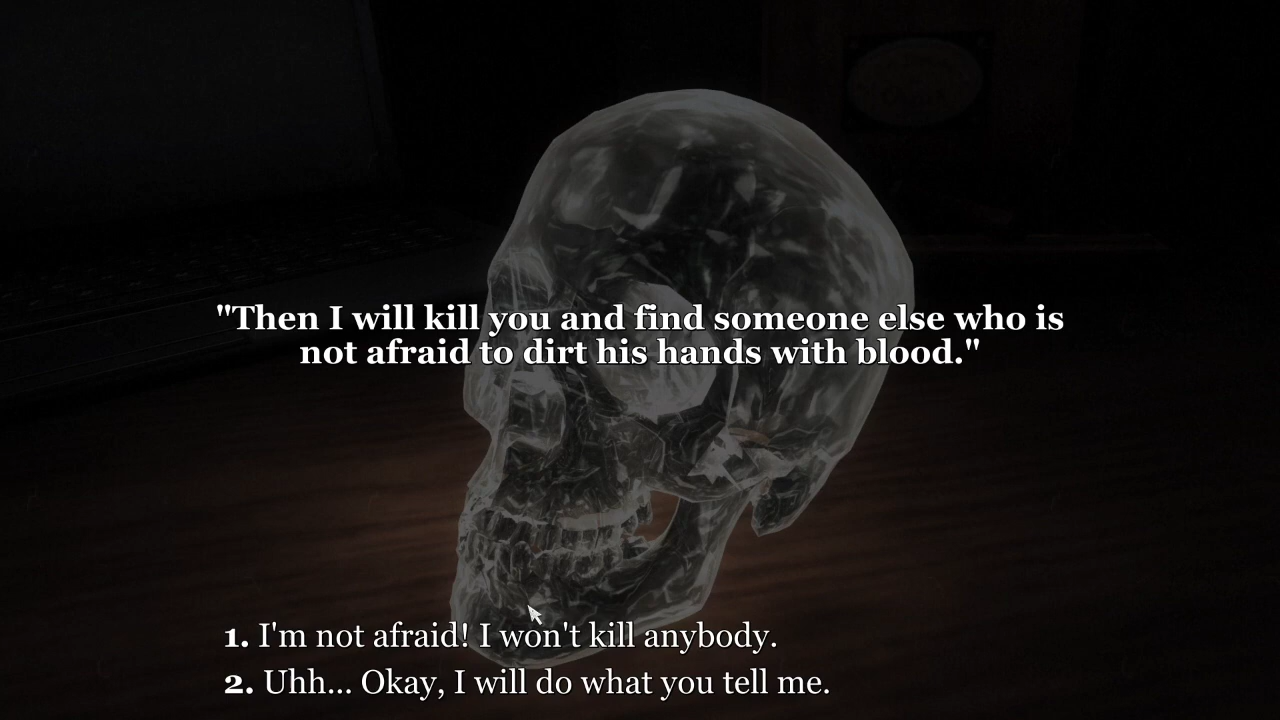 "Then I will kill you and find someone else who is
not afraid to dirt his hands with blood."
1. I'm not afraid! I won't kill anybody.
2. Uhh... Okay, I will do what you tell me.